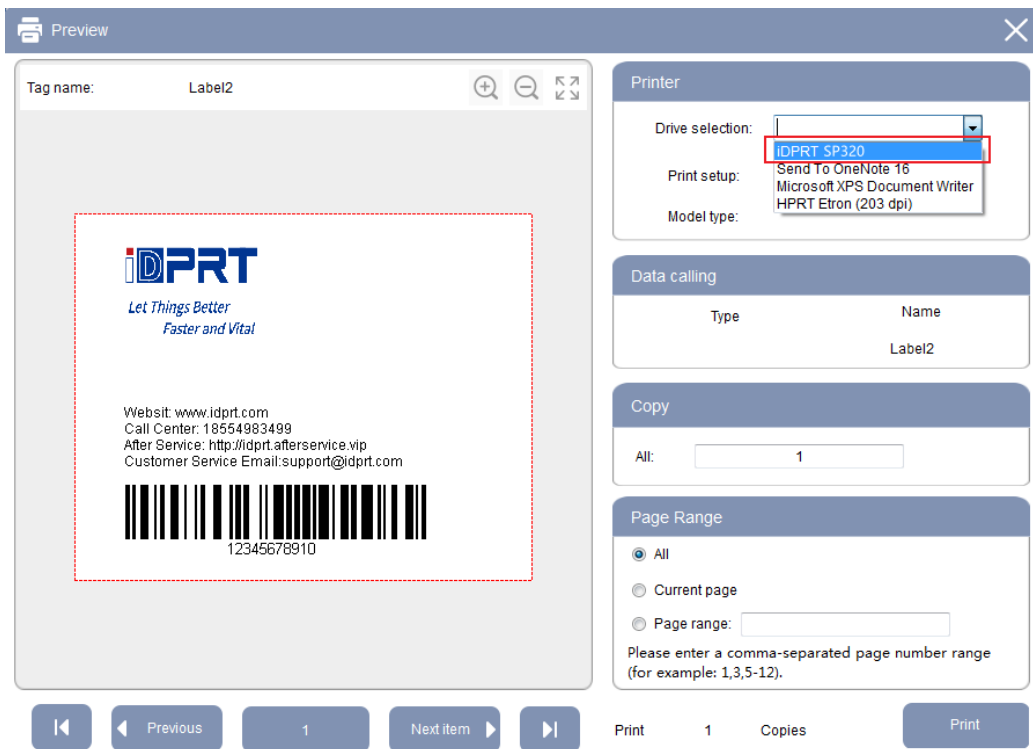 Preview
Tag name: Label2
iDPRT
Let Things Better
Faster and Vital
Websit: www.idprt.com
Call Center: 18554983499
After Service: http://idprt.afterservice.vip
Customer Service Email:support@idprt.com
12345678910
Previous
1
Next item
Printer
Drive selection:
iDPRT SP320
Send To OneNote 16
Microsoft XPS Document Writer
HPRT Etron (203 dpi)
Print setup:
Model type:
Data calling
Type Name
Label2
Copy
All: 1
Page Range
All
Current page
Page range:
Please enter a comma-separated page number range
(for example: 1,3,5-12).
Print 1 Copies
Print